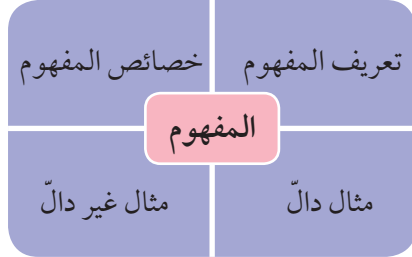 تعريف المفهوم
خصائص المفهوم
المفهوم
مثال دالّ
مثال غير دالّ